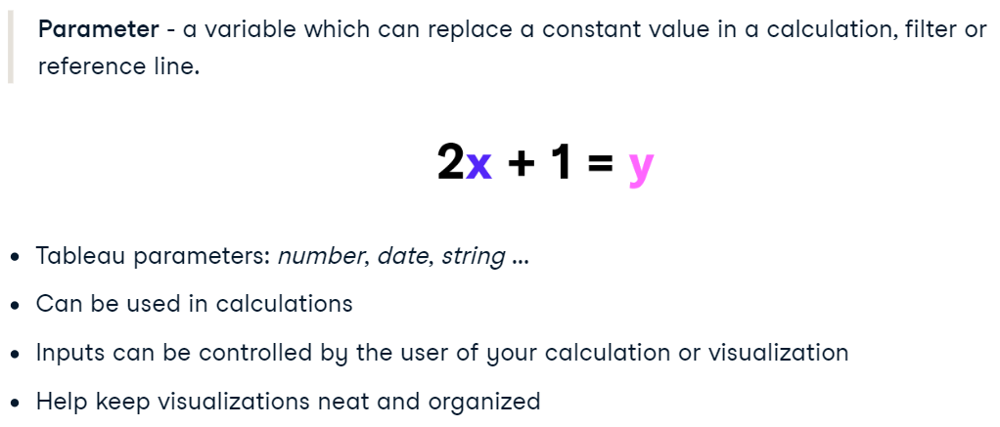 Parameter - a variable which can replace a constant value in a calculation, filter or
reference line.
2x + 1 = y
• Tableau parameters: number, date, string ...
• Can be used in calculations
• Inputs can be controlled by the user of your calculation or visualization
• Help keep visualizations neat and organized